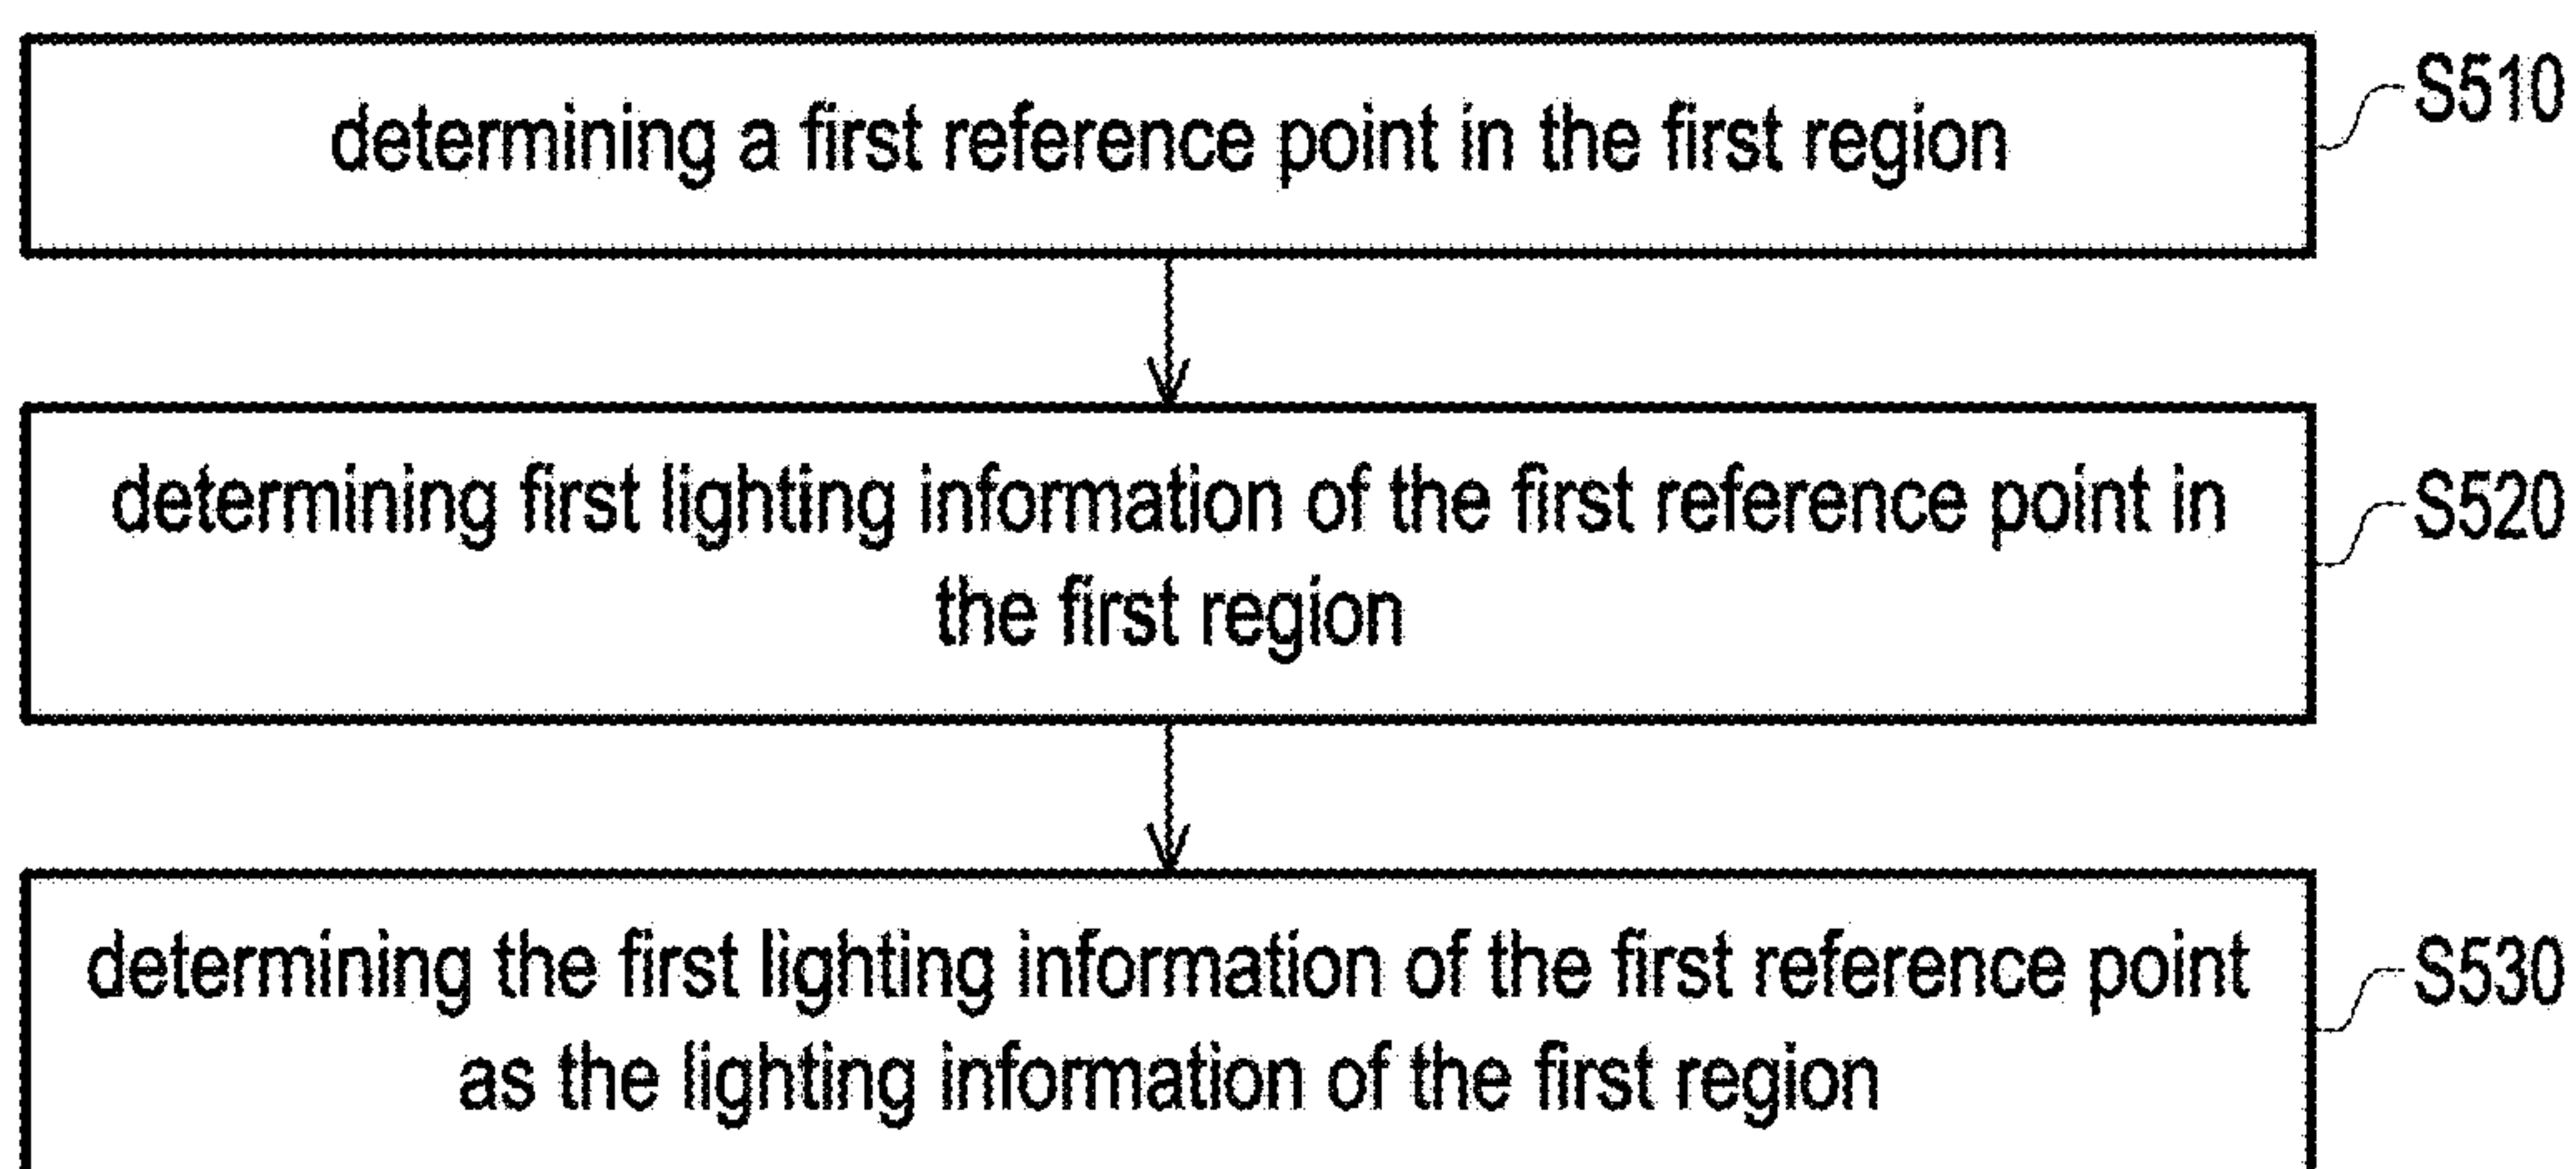 determining a first reference point in the first region
S510
determining first lighting information of the first reference point in
the first region
S520
determining the first lighting information of the first reference point
as the lighting information of the first region
S530